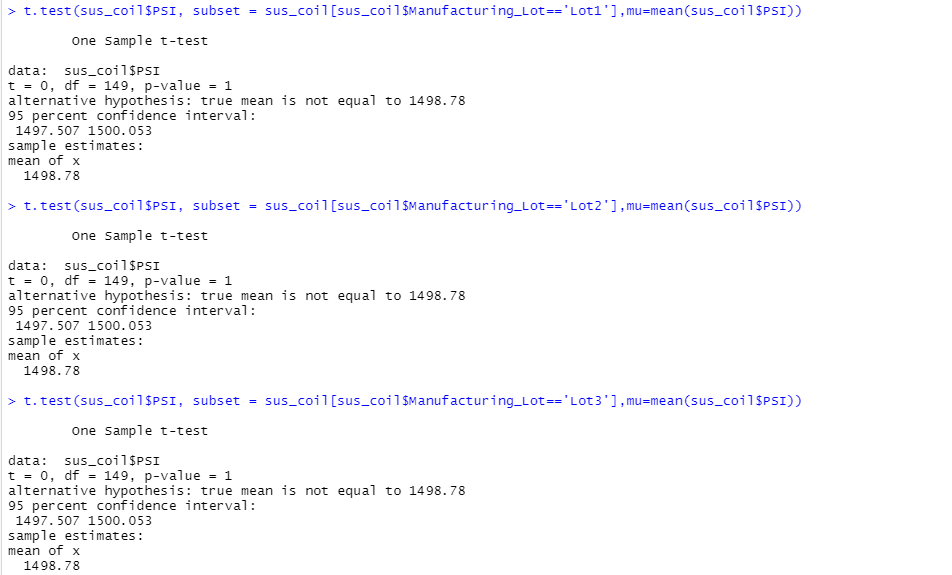 > t.test(sus_coil$PSI, subset = sus_coil[sus_coil$Manufacturing_Lot=='Lot1'],mu=mean(sus_coil$PSI))
One Sample t-test
data:  sus_coil$PSI
t = 0, df = 149, p-value = 1
alternative hypothesis: true mean is not equal to 1498.78
95 percent confidence interval:
1497.507 1500.053
sample estimates:
mean of x
1498.78
> t.test(sus_coil$PSI, subset = sus_coil[sus_coil$Manufacturing_Lot=='Lot2'],mu=mean(sus_coil$PSI))
One Sample t-test
data:  sus_coil$PSI
t = 0, df = 149, p-value = 1
alternative hypothesis: true mean is not equal to 1498.78
95 percent confidence interval:
1497.507 1500.053
sample estimates:
mean of x
1498.78
> t.test(sus_coil$PSI, subset = sus_coil[sus_coil$Manufacturing_Lot=='Lot3'],mu=mean(sus_coil$PSI))
One Sample t-test
data:  sus_coil$PSI
t = 0, df = 149, p-value = 1
alternative hypothesis: true mean is not equal to 1498.78
95 percent confidence interval:
1497.507 1500.053
sample estimates:
mean of x
1498.78